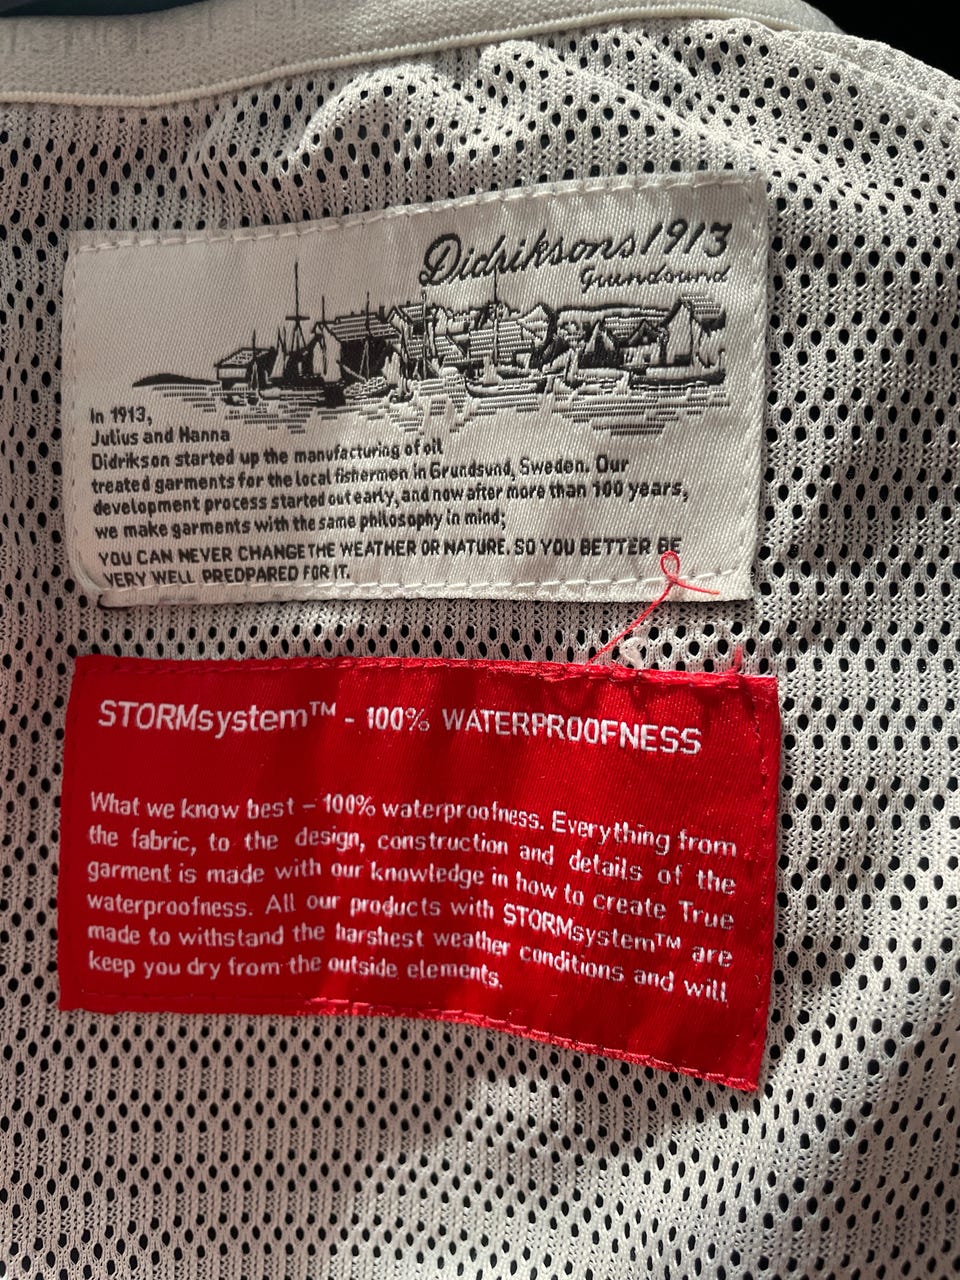 Didriksons1913
Grundsund
In 1913,
Julius and Hanna
Didrikson started up the manufacturing of oil
treated garments for the local fishermen in Grundsund, Sweden. Our
development process started out early, and now after more than 100 years,
we make garments with the same philosophy in mind;
YOU CAN NEVER CHANGE THE WEATHER OR NATURE. SO YOU BETTER BE
VERY WELL PREDPARED FOR IT.
STORMsystem™ - 100% WATERPROOFNESS
What we know best – 100% waterproofness. Everything from
the fabric, to the design, construction and details of the
garment is made with our knowledge in how to create True
waterproofness. All our products with STORMsystem™ are
made to withstand the harshest weather conditions and will
keep you dry from the outside elements.